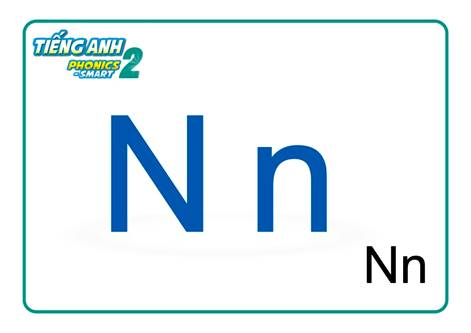 TIẾNG ANH
PHONICS
-SMART 2
N n
Nn